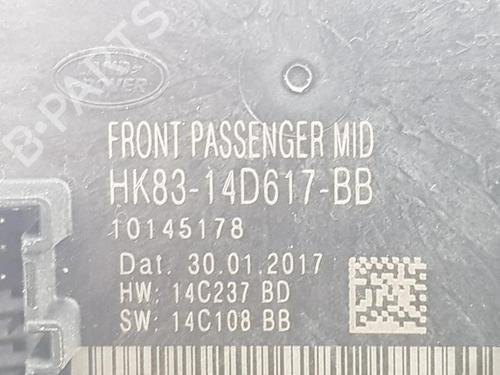 B-PARTS
LAND ROVER
FRONT PASSENGER MID
HK83-14D617-BB
10145178
Dat. 30.01.2017
HW: 14C237 BD
SW: 14C108 BB